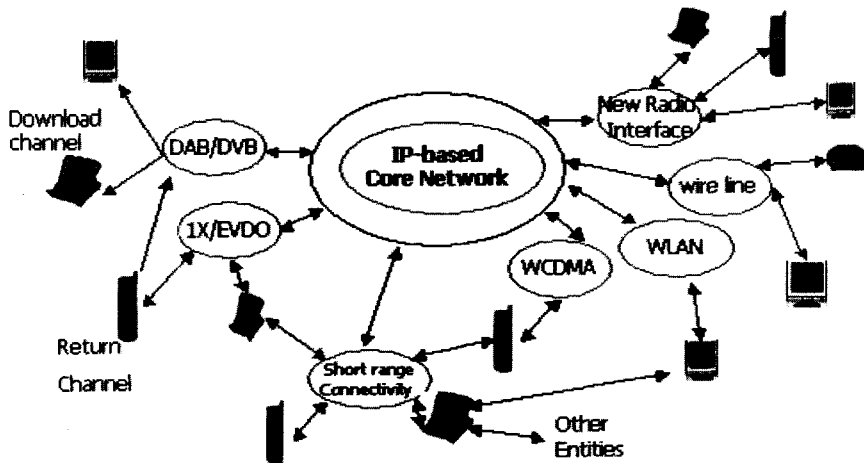 New Radio
Interface
Download
channel
DAB/DVB
IP-based
Core Network
wire line
1X/EVDO
WLAN
WCDMA
Return
Channel
Short range
Connectivity
Other
Entities